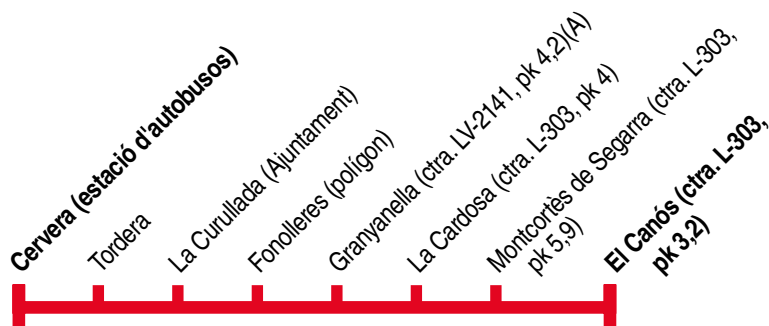 Cervera (estació d'autobusos)
Tordera
La Curullada (Ajuntament)
Fonolleres (polígon)
Granyanella (ctra. LV-2141, pk 4,2)(A)
La Cardosa (ctra. L-303, pk 4)
Montcortès de Segarra (ctra. L-303,
pk 5,9)
El Canós (ctra. L-303,
pk 3,2)